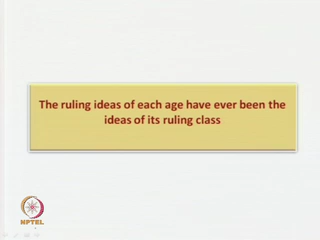 The ruling ideas of each age have ever been the
ideas of its ruling class
NPTEL